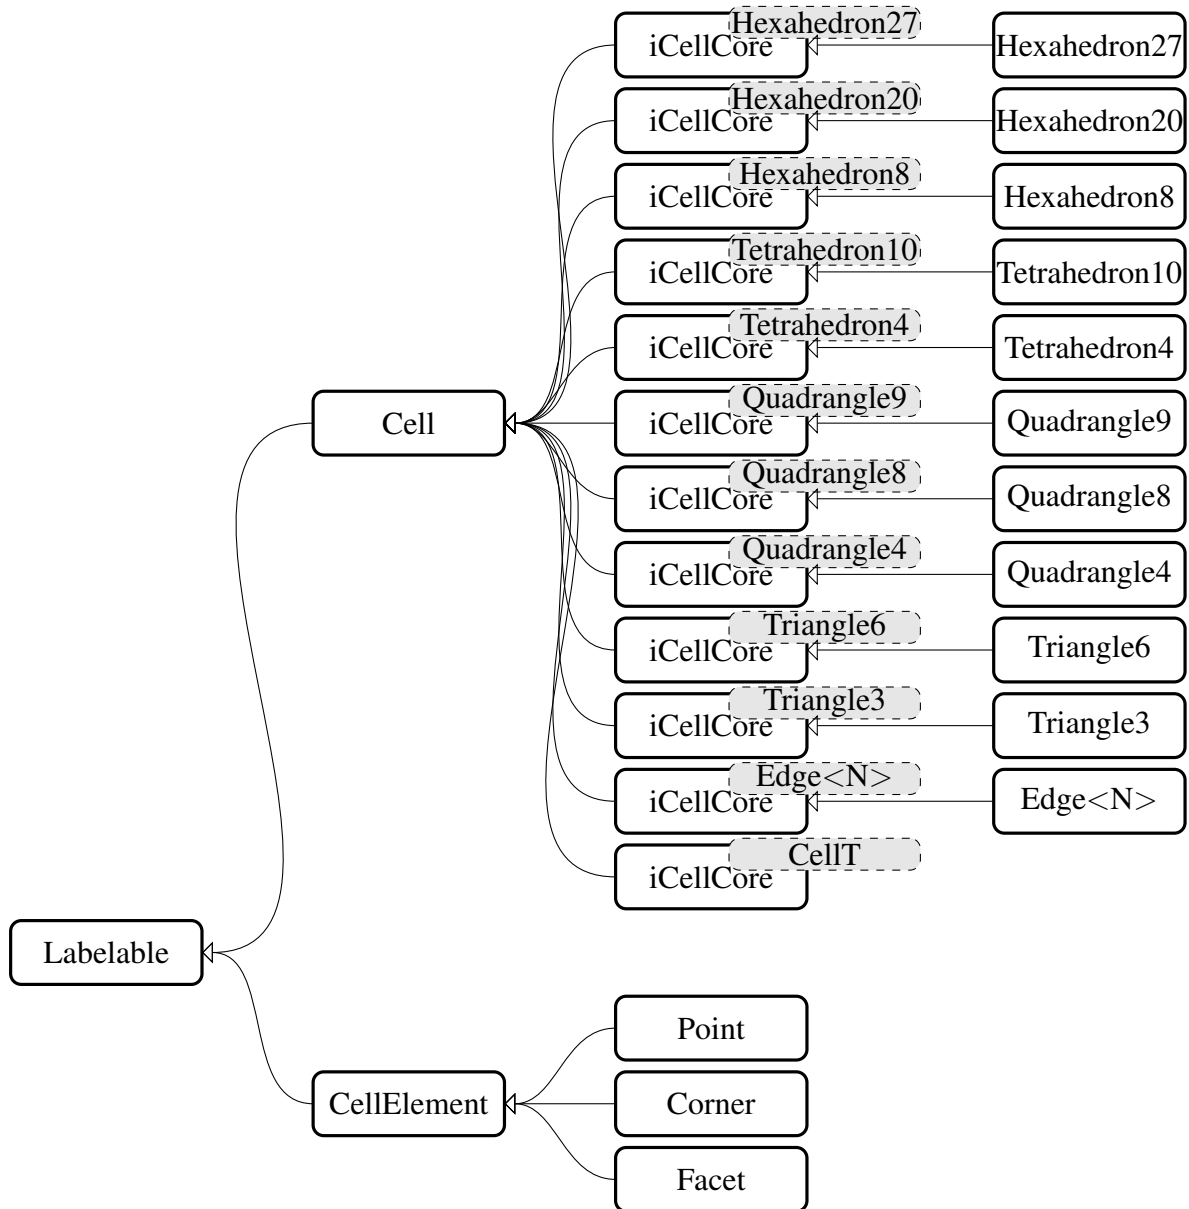 Hexahedron27
iCellCore
Hexahedron27
Hexahedron20
iCellCore
Hexahedron20
Hexahedron8
iCellCore
Hexahedron8
Tetrahedron10
iCellCore
Tetrahedron10
Tetrahedron4
iCellCore
Tetrahedron4
Quadrangle9
Cell
iCellCore
Quadrangle9
Quadrangle8
iCellCore
Quadrangle8
Quadrangle4
iCellCore
Quadrangle4
Triangle6
iCellCore
Triangle6
Triangle3
iCellCore
Triangle3
Edge<N>
iCellCore
Edge<N>
CellT
iCellCore
Labelable
Point
CellElement
Corner
Facet